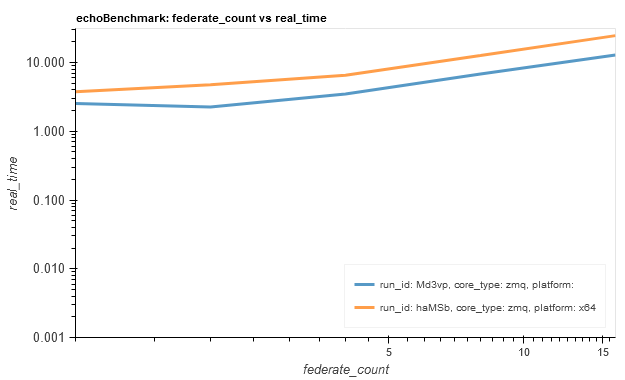 echoBenchmark: federate_count vs real_time
10.000
1.000
0.100
0.010
0.001
real_time
run_id: Md3vp, core_type: zmq, platform:
run_id: haMSb, core_type: zmq, platform: x64
5
10
15
federate_count